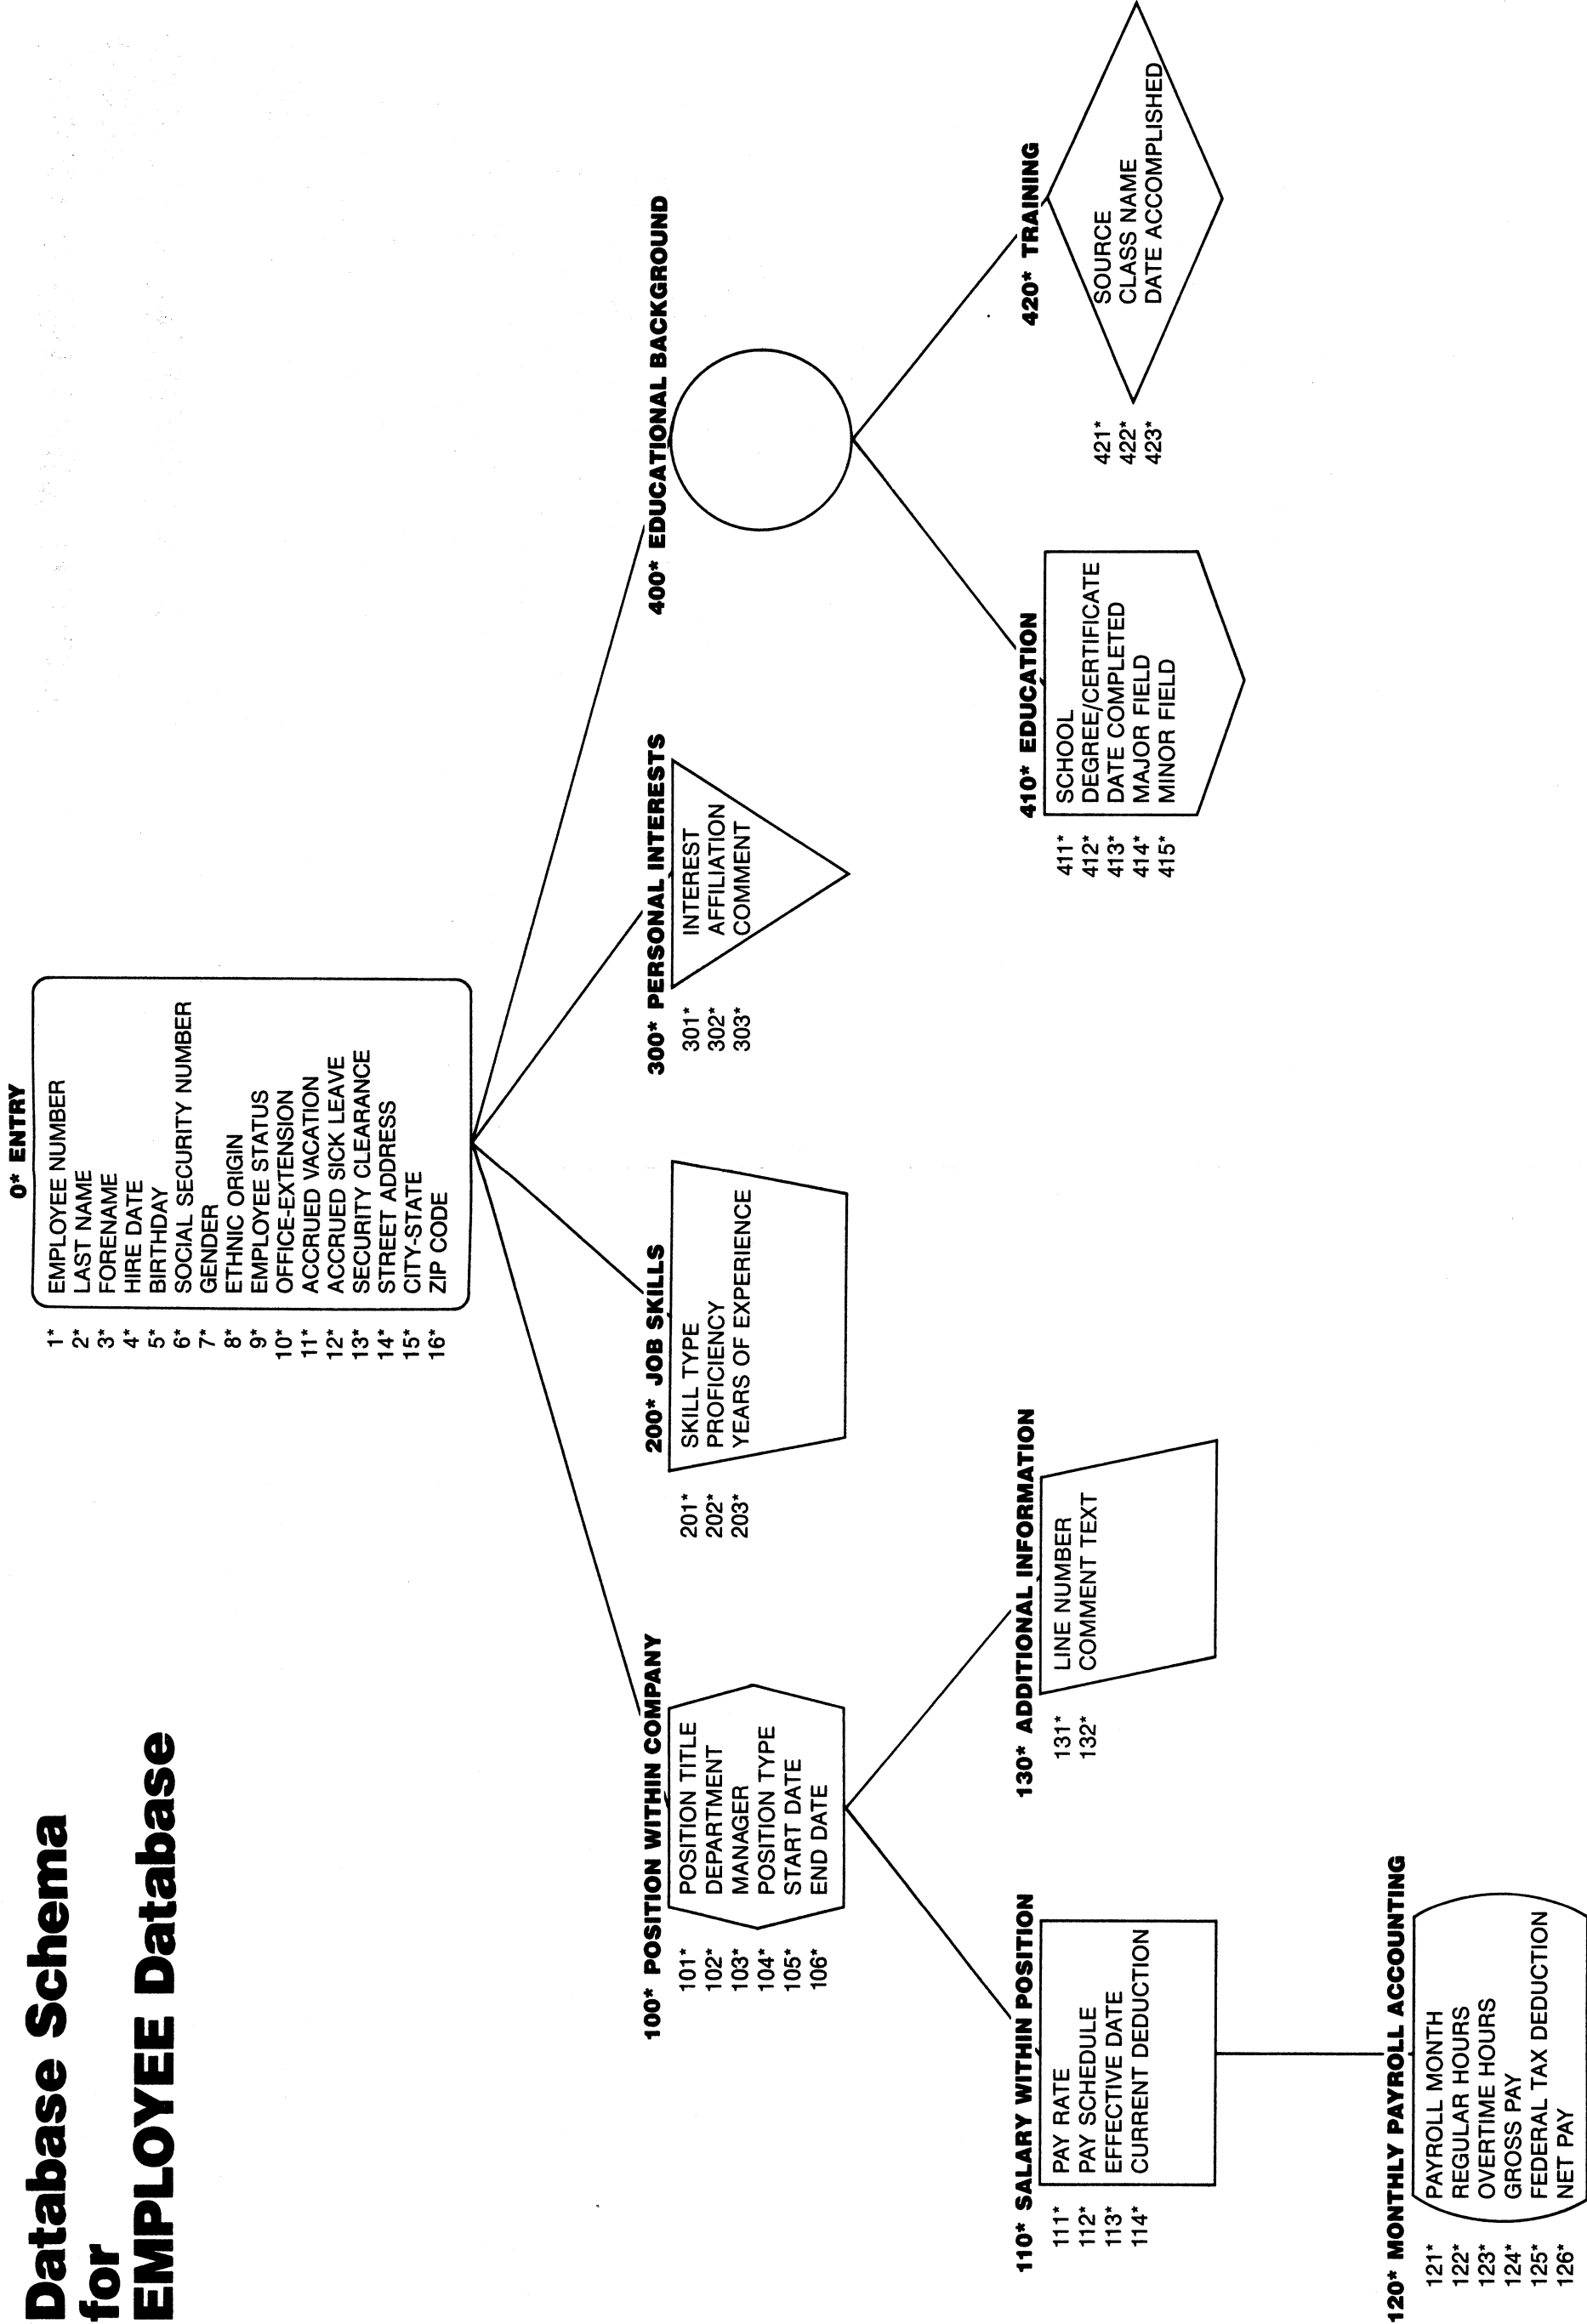 Database Schema
for
EMPLOYEE Database
0* ENTRY
1* EMPLOYEE NUMBER
2* LAST NAME
3* FORENAME
4* HIRE DATE
5* BIRTHDAY
6* SOCIAL SECURITY NUMBER
7* GENDER
8* ETHNIC ORIGIN
9* EMPLOYEE STATUS
10* OFFICE-EXTENSION
11* ACCRUED VACATION
12* ACCRUED SICK LEAVE
13* SECURITY CLEARANCE
14* STREET ADDRESS
15* CITY-STATE
16* ZIP CODE
100* POSITION WITHIN COMPANY
101* POSITION TITLE
102* DEPARTMENT
103* MANAGER
104* POSITION TYPE
105* START DATE
106* END DATE
200* JOB SKILLS
201* SKILL TYPE
202* PROFICIENCY
203* YEARS OF EXPERIENCE
300* PERSONAL INTERESTS
301* INTEREST
302* AFFILIATION
303* COMMENT
400* EDUCATIONAL BACKGROUND
110* SALARY WITHIN POSITION
111* PAY RATE
112* PAY SCHEDULE
113* EFFECTIVE DATE
114* CURRENT DEDUCTION
130* ADDITIONAL INFORMATION
131* LINE NUMBER
132* COMMENT TEXT
410* EDUCATION
411* SCHOOL
412* DEGREE/CERTIFICATE
413* DATE COMPLETED
414* MAJOR FIELD
415* MINOR FIELD
420* TRAINING
421* SOURCE
422* CLASS NAME
423* DATE ACCOMPLISHED
120* MONTHLY PAYROLL ACCOUNTING
121* PAYROLL MONTH
122* REGULAR HOURS
123* OVERTIME HOURS
124* GROSS PAY
125* FEDERAL TAX DEDUCTION
126* NET PAY